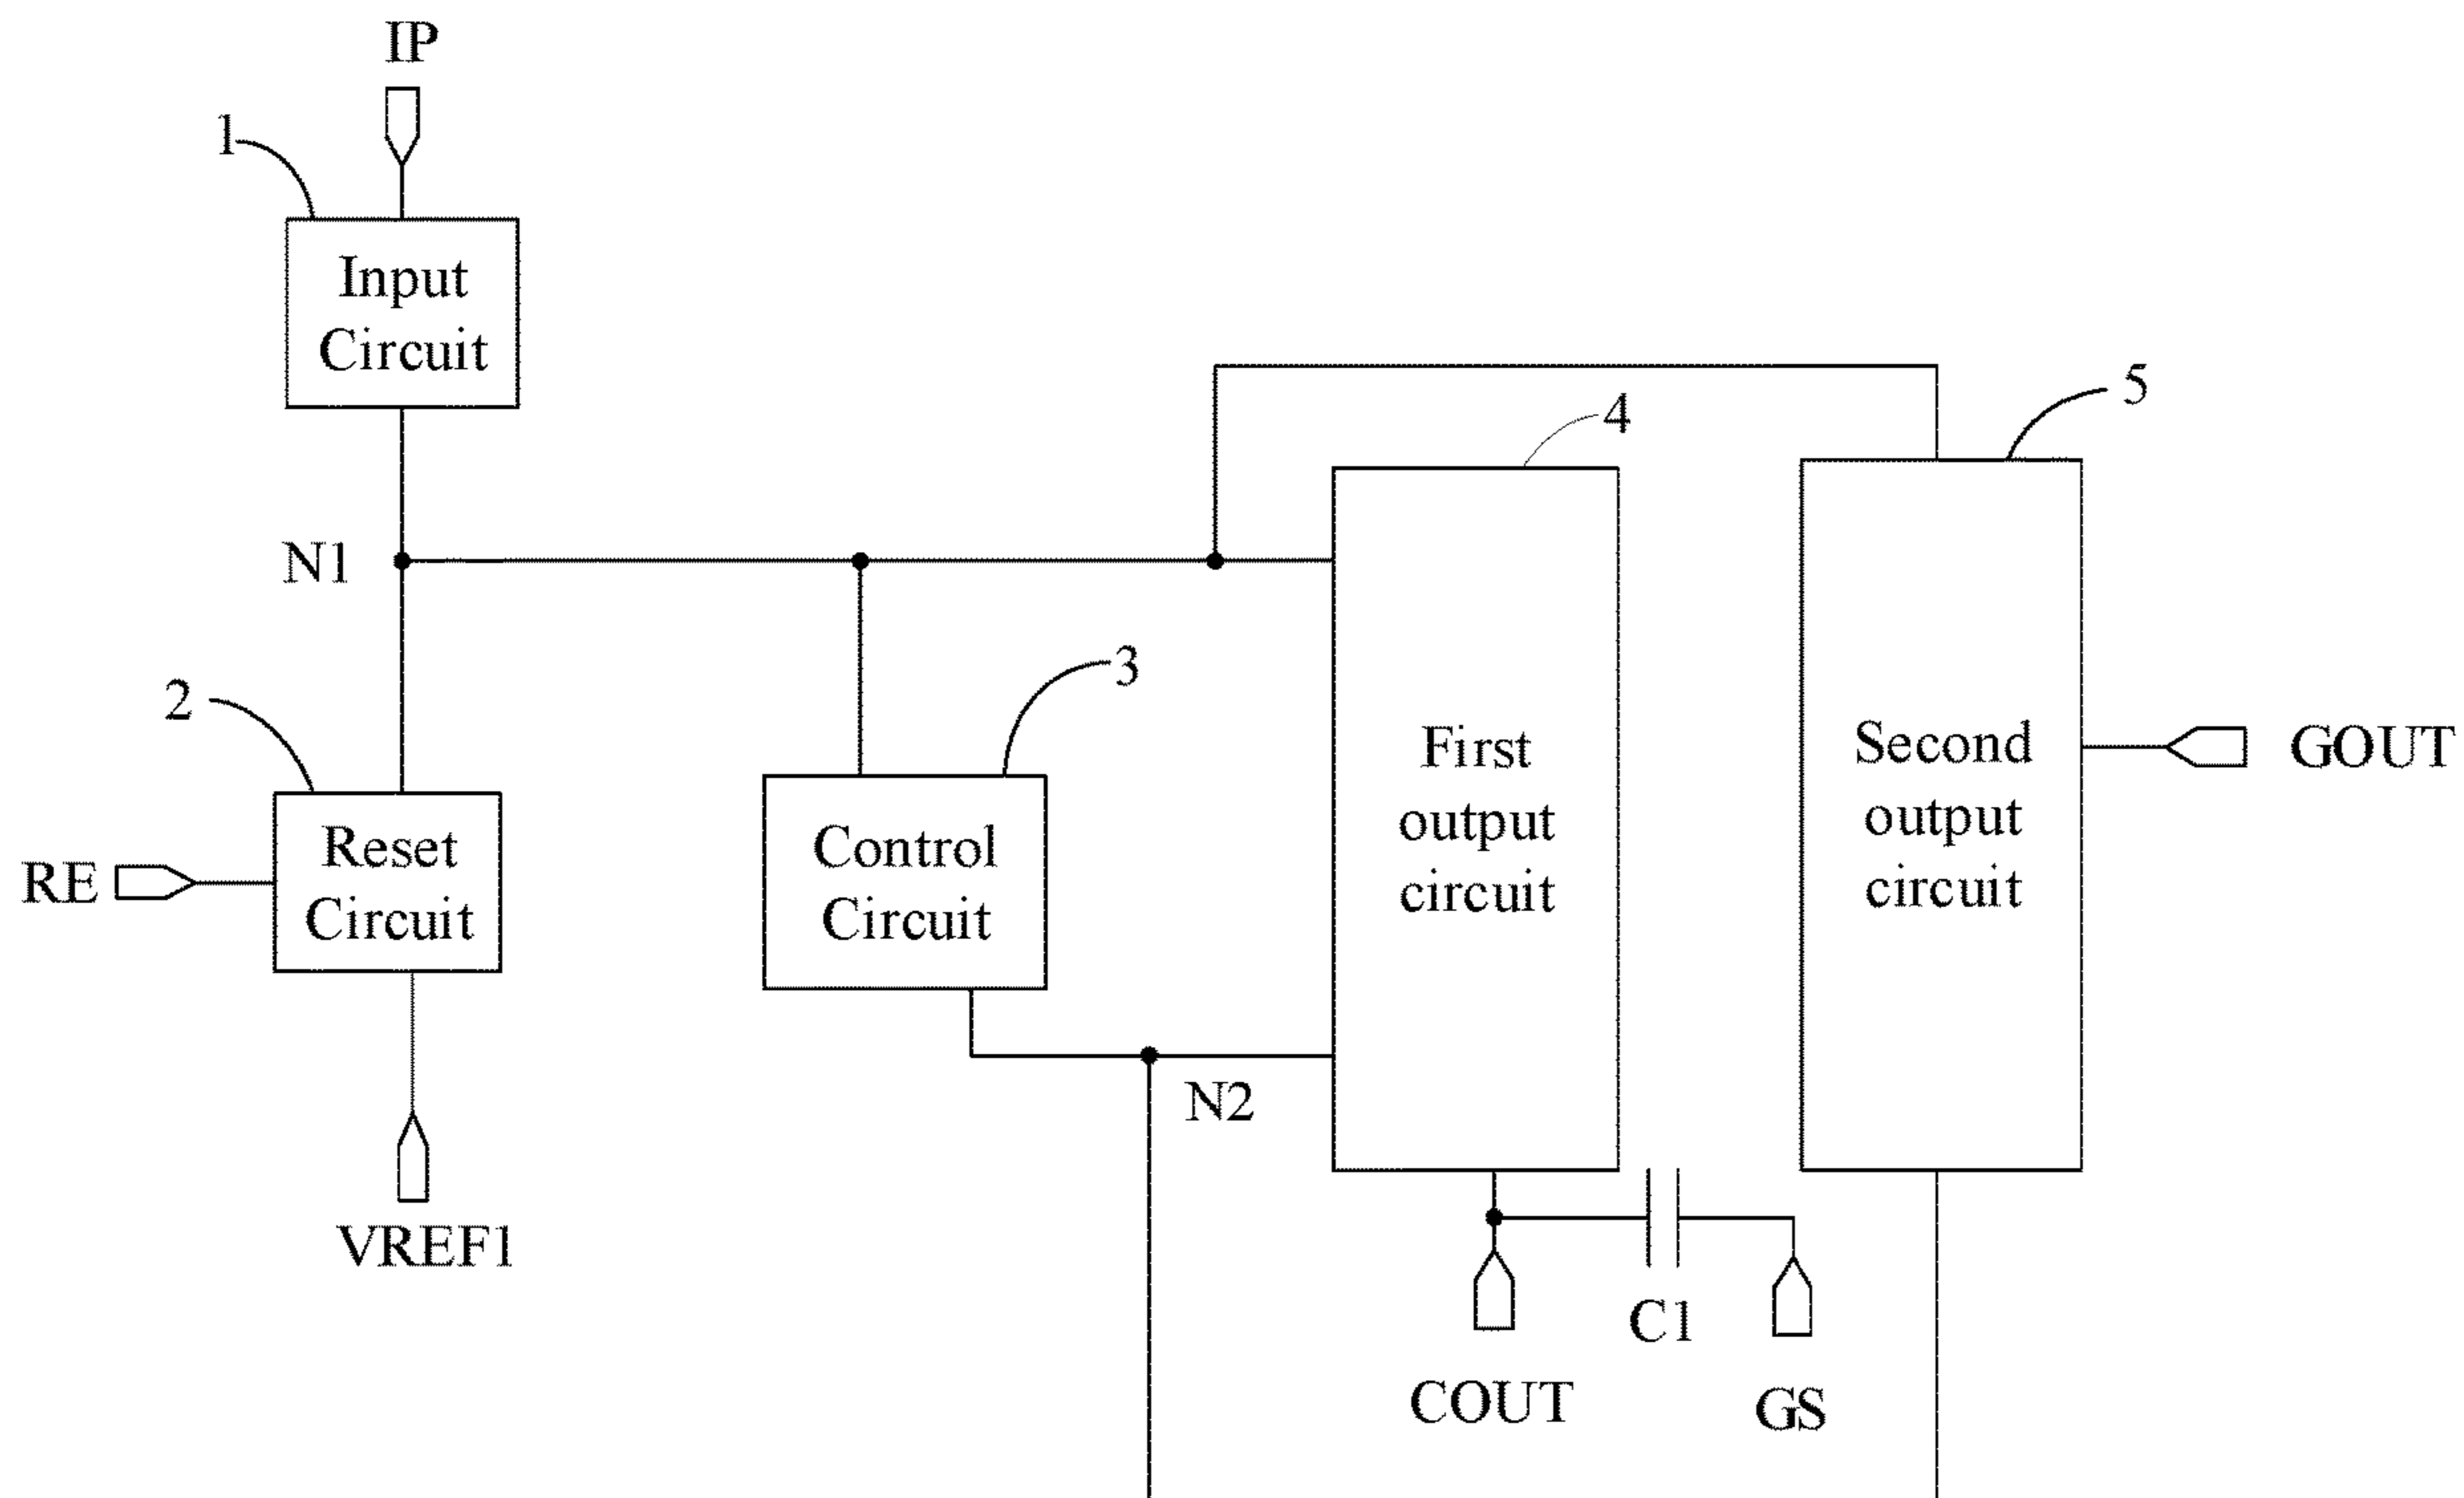 IP
1
Input
Circuit
5
4
N1
3
2
First
output
circuit
Second
output
circuit
GOUT
Reset
Circuit
Control
Circuit
RE
N2
VREF1
C1
COUT
GS